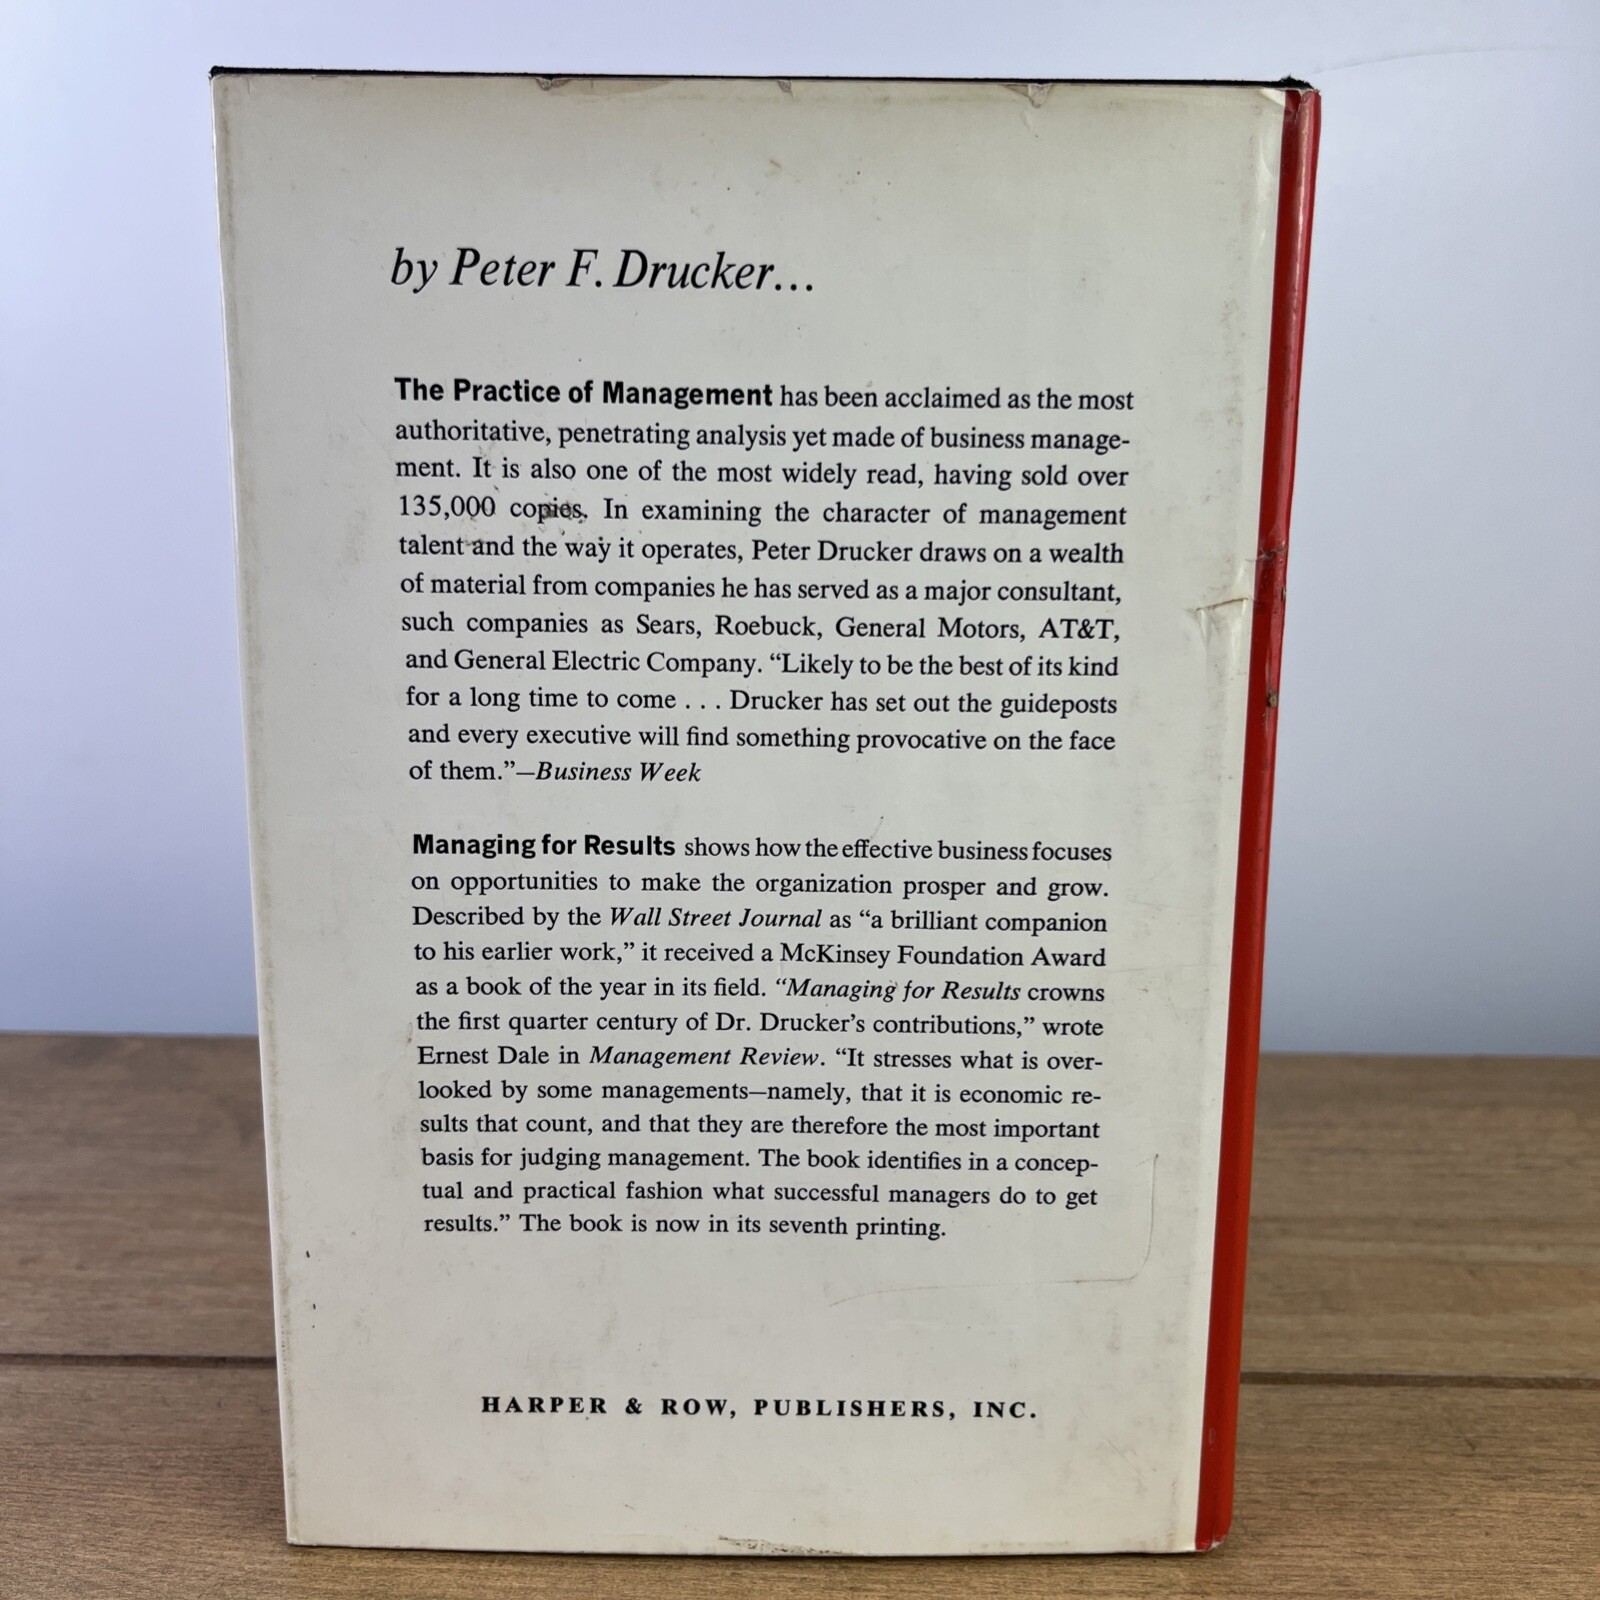 by Peter F. Drucker...
The Practice of Management has been acclaimed as the most
authoritative, penetrating analysis yet made of business manage-
ment. It is also one of the most widely read, having sold over
135,000 copies. In examining the character of management
talent and the way it operates, Peter Drucker draws on a wealth
of material from companies he has served as a major consultant,
such companies as Sears, Roebuck, General Motors, AT&T,
and General Electric Company. “Likely to be the best of its kind
for a long time to come . . . Drucker has set out the guideposts
and every executive will find something provocative on the face
of them.”—Business Week
Managing for Results shows how the effective business focuses
on opportunities to make the organization prosper and grow.
Described by the Wall Street Journal as “a brilliant companion
to his earlier work,” it received a McKinsey Foundation Award
as a book of the year in its field. “Managing for Results crowns
the first quarter century of Dr. Drucker’s contributions,” wrote
Ernest Dale in Management Review. “It stresses what is over-
looked by some managements—namely, that it is economic re-
sults that count, and that they are therefore the most important
basis for judging management. The book identifies in a concep-
tual and practical fashion what successful managers do to get
results.” The book is now in its seventh printing.
HARPER & ROW, PUBLISHERS, INC.